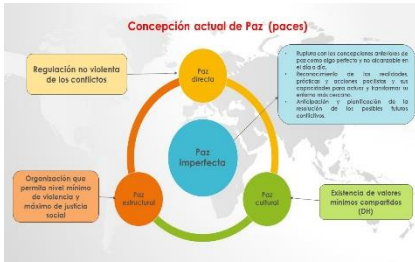 Concepción actual de Paz (paces)
Regulación no violenta
de los conflictos
Paz
directa
• Ruptura con las concepciones anteriores de
paz como algo perfecto y no alcanzable en
el día a día.
• Reconocimiento de las realidades,
prácticas y acciones pacifistas y sus
capacidades para actuar y transformar su
entorno más cercano.
• Anticipación y planificación de la
resolución de los posibles futuros
conflictivos.
Paz
imperfecta
Organización que
permita nivel mínimo
de violencia y
máximo de justicia
social
Paz
estructural
Paz
cultural
Existencia de valores
mínimos compartidos
(DH)